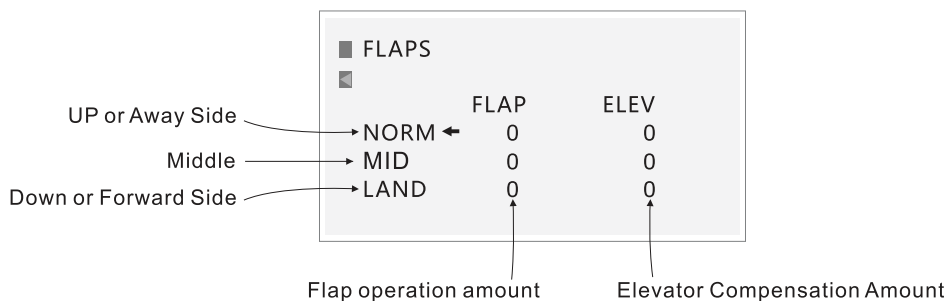 FLAPS
FLAP ELEV
UP or Away Side
NORM 0 0
Middle
MID 0 0
Down or Forward Side
LAND 0 0
Flap operation amount
Elevator Compensation Amount